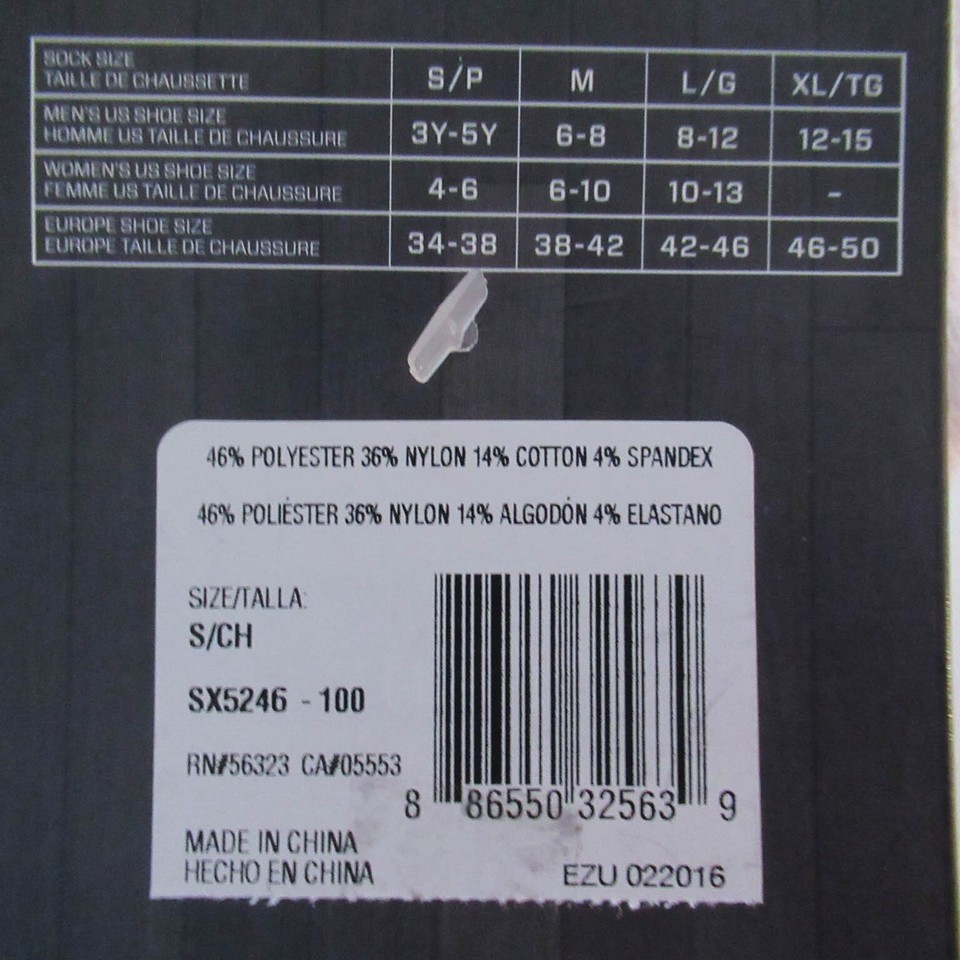 SOCK SIZE
TAILLE DE CHAUSSETTE S/P M L/G XL/TG
MEN'S US SHOE SIZE
HOMME US TAILLE DE CHAUSSURE 3Y-5Y 6-8 8-12 12-15
WOMEN'S US SHOE SIZE
FEMME US TAILLE DE CHAUSSURE 4-6 6-10 10-13 -
EUROPE SHOE SIZE
EUROPE TAILLE DE CHAUSSURE 34-38 38-42 42-46 46-50
46% POLYESTER 36% NYLON 14% COTTON 4% SPANDEX
46% POLIÉSTER 36% NYLON 14% ALGODÓN 4% ELASTANO
SIZE/TALLA:
S/CH
SX5246 - 100
RN#56323 CA#05553
8 86550 32563 9
MADE IN CHINA
HECHO EN CHINA EZU 022016